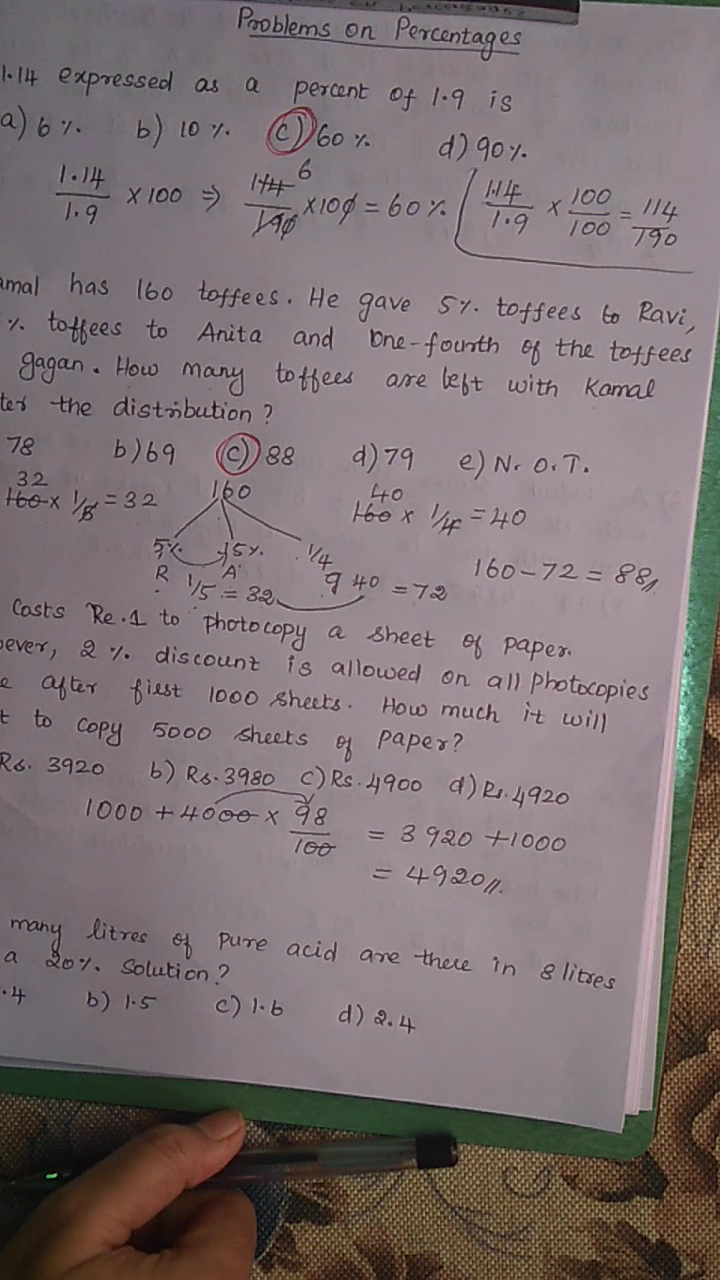 Problems on Percentages
1.14 expressed as a percent of 1.9 is
a) 6 %. b) 10 %. (c) 60 %. d) 90 %.
1.14/1.9 × 100 ⇒ 114/190 6 × 100 = 60 % 1.14/1.9 × 100/100 = 114/190
amal has 160 toffees. He gave 5%. toffees to Ravi,
%. toffees to Anita and One-fourth of the toffees
gagan. How many toffees are left with Kamal
ter the distribution?
78 b) 69 (c) 88 d) 79 e) N. O. T.
32 160 × 1/5 = 32 160 40 160 × 1/4 = 40
5%. 15%. 1/4 160 - 72 = 88//
R A g 40 = 72
1/5 = 32
Costs Re. 1 to photocopy a sheet of paper.
ever, 2 %. discount is allowed on all photocopies
e after first 1000 sheets. How much it will
t to copy 5000 sheets of paper?
Rs. 3920 b) Rs. 3980 c) Rs. 4900 d) Rs. 4920
1000 + 4000 × 98/100 = 3920 + 1000
= 4920//.
many litres of pure acid are there in 8 litres
a 20%. Solution?
.4 b) 1.5 c) 1.6 d) 2.4